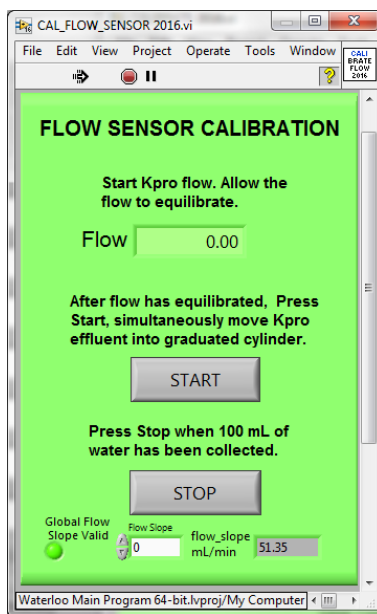 CAL_FLOW_SENSOR 2016.vi
File Edit View Project Operate Tools Window
CALI
BRATE
FLOW
2016
?
FLOW SENSOR CALIBRATION
Start Kpro flow. Allow the
flow to equilibrate.
Flow 0.00
After flow has equilibrated, Press
Start, simultaneously move Kpro
effluent into graduated cylinder.
START
Press Stop when 100 mL of
water has been collected.
STOP
Global Flow
Slope Valid
Flow Slope
0
flow_slope
mL/min
51.35
Waterloo Main Program 64-bit.lvproj/My Computer